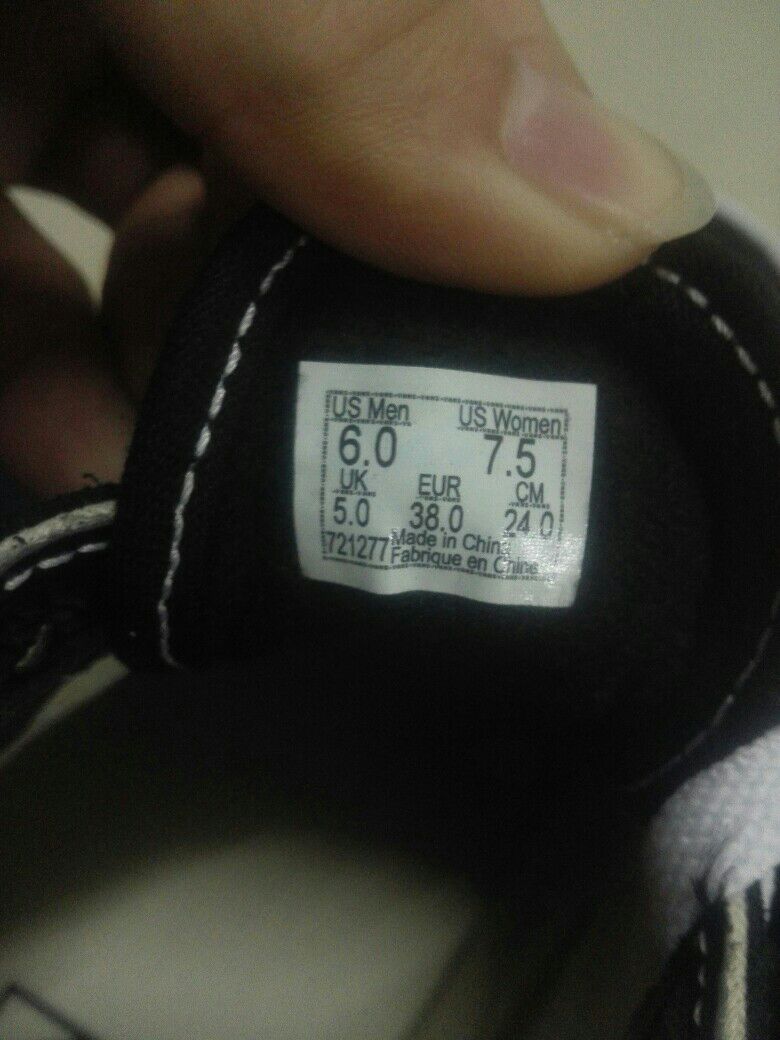 US Men US Women
6.0 7.5
UK EUR CM
5.0 38.0 24.0
721277 Made in China
Fabrique en Chine